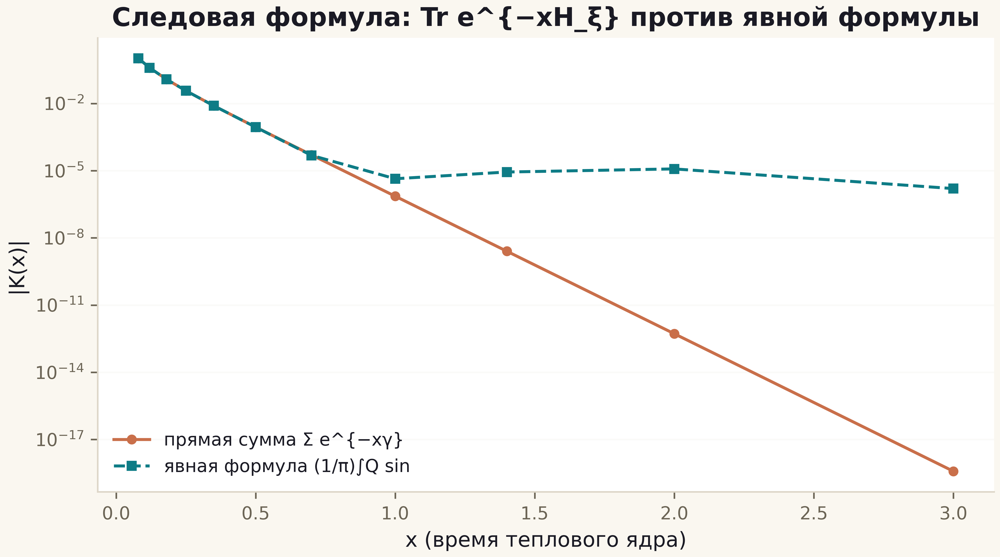 Следовая формула: Tr e^{−xH_ξ} против явной формулы
|K(x)|
10⁻²
10⁻⁵
10⁻⁸
10⁻¹¹
10⁻¹⁴
10⁻¹⁷
прямая сумма Σ e^{−xγ}
явная формула (1/π)∫Q sin
0.0 0.5 1.0 1.5 2.0 2.5 3.0
x (время теплового ядра)